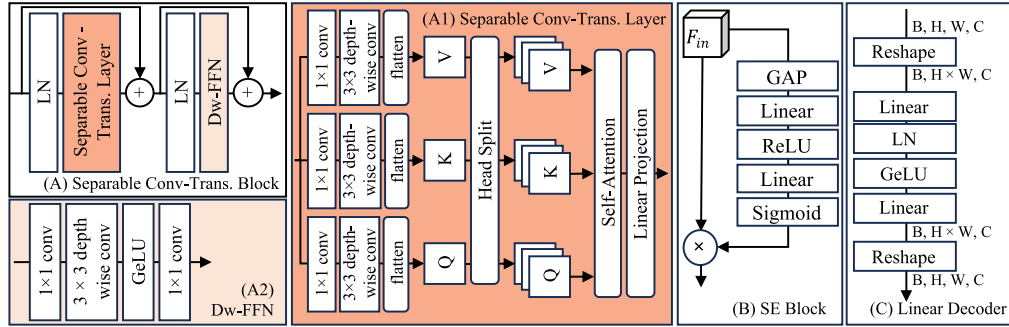 LN
Separable Conv -
Trans. Layer
+
LN
Dw-FFN
+
(A) Separable Conv-Trans. Block
1×1 conv
3 × 3 depth
wise conv
GeLU
1×1 conv
(A2)
Dw-FFN
(A1) Separable Conv-Trans. Layer
1×1 conv
3×3 depth-
wise conv
flatten
V
V
1×1 conv
3×3 depth-
wise conv
flatten
K
K
1×1 conv
3×3 depth-
wise conv
flatten
Q
Q
Head Split
Self-Attention
Linear Projection
F_in
GAP
Linear
ReLU
Linear
Sigmoid
×
(B) SE Block
B, H, W, C
Reshape
B, H × W, C
Linear
LN
GeLU
Linear
B, H × W, C
Reshape
B, H, W, C
(C) Linear Decoder